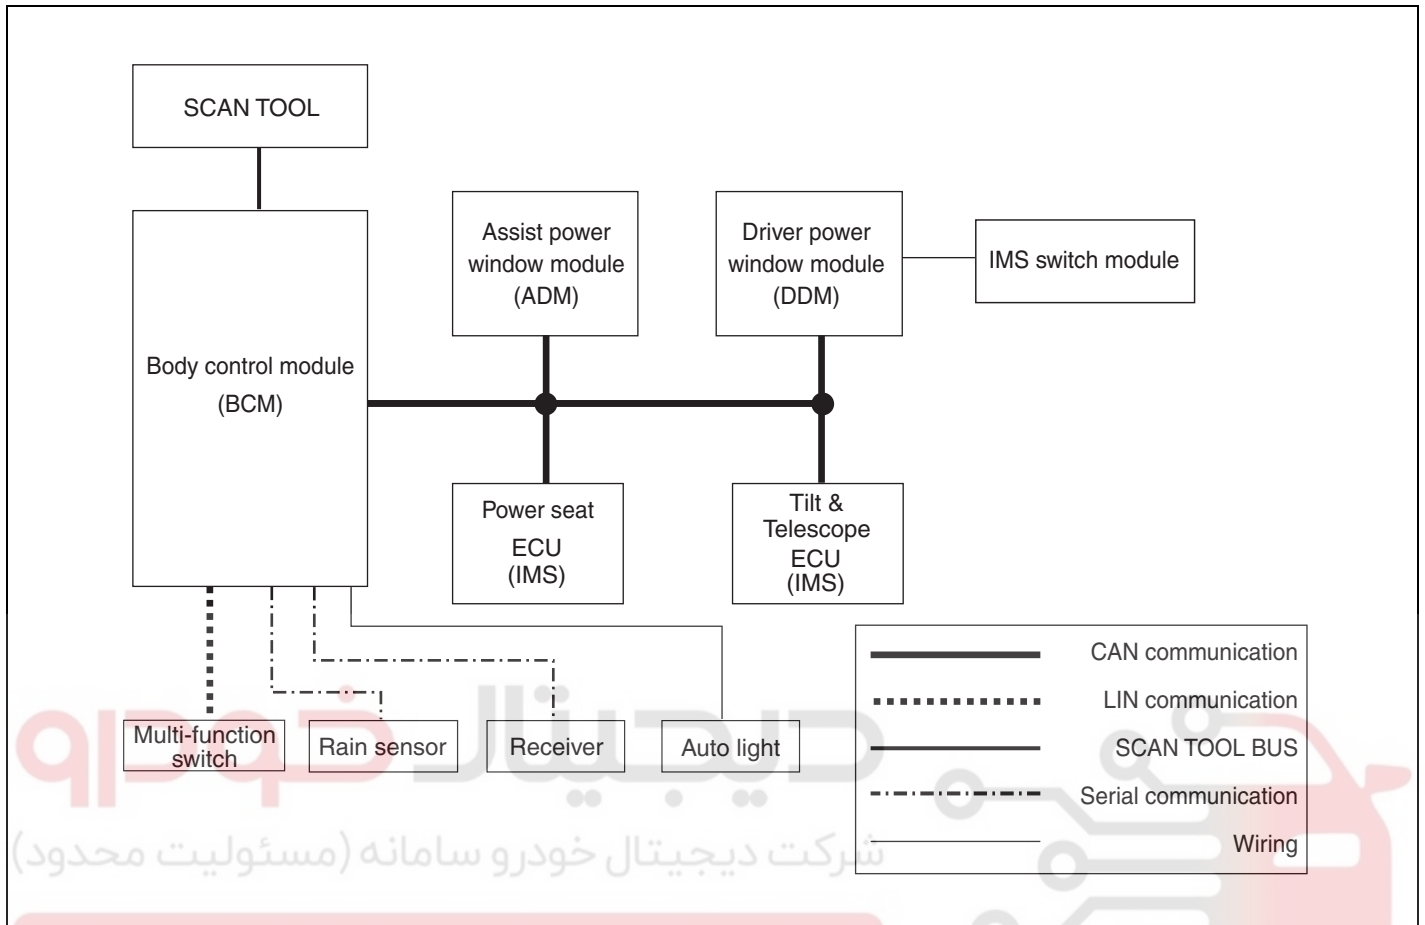 SCAN TOOL
Assist power
window module
(ADM)
Driver power
window module
(DDM)
IMS switch module
Body control module
(BCM)
Power seat
ECU
(IMS)
Tilt &
Telescope
ECU
(IMS)
CAN communication
LIN communication
SCAN TOOL BUS
Serial communication
Wiring
Multi-function
switch
Rain sensor
Receiver
Auto light
دیجیتال خودرو
شرکت دیجیتال خودرو سامانه (مسئولیت محدود)